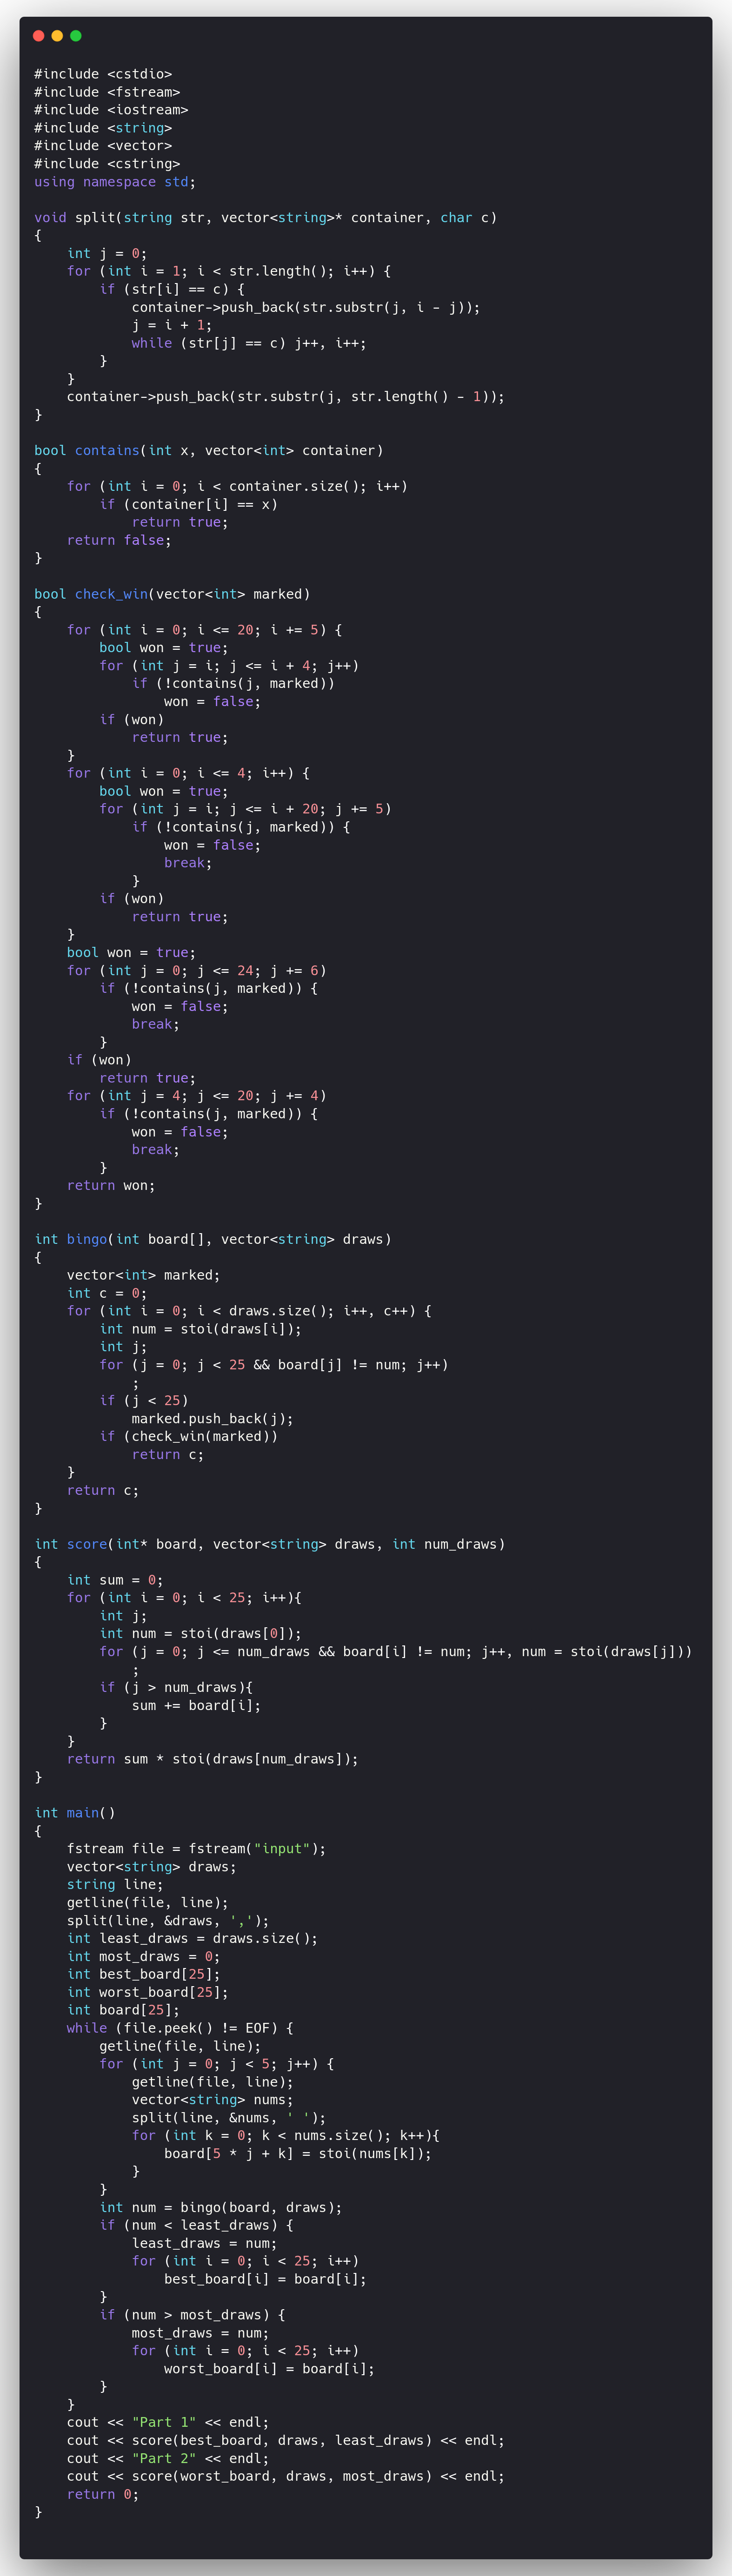 #include <cstdio>
#include <fstream>
#include <iostream>
#include <string>
#include <vector>
#include <cstring>
using namespace std;

void split(string str, vector<string>* container, char c)
{
    int j = 0;
    for (int i = 1; i < str.length(); i++) {
        if (str[i] == c) {
            container->push_back(str.substr(j, i - j));
            j = i + 1;
            while (str[j] == c) j++, i++;
        }
    }
    container->push_back(str.substr(j, str.length() - 1));
}

bool contains(int x, vector<int> container)
{
    for (int i = 0; i < container.size(); i++)
        if (container[i] == x)
            return true;
    return false;
}

bool check_win(vector<int> marked)
{
    for (int i = 0; i <= 20; i += 5) {
        bool won = true;
        for (int j = i; j <= i + 4; j++)
            if (!contains(j, marked))
                won = false;
        if (won)
            return true;
    }
    for (int i = 0; i <= 4; i++) {
        bool won = true;
        for (int j = i; j <= i + 20; j += 5)
            if (!contains(j, marked)) {
                won = false;
                break;
            }
        if (won)
            return true;
    }
    bool won = true;
    for (int j = 0; j <= 24; j += 6)
        if (!contains(j, marked)) {
            won = false;
            break;
        }
    if (won)
        return true;
    for (int j = 4; j <= 20; j += 4)
        if (!contains(j, marked)) {
            won = false;
            break;
        }
    return won;
}

int bingo(int board[], vector<string> draws)
{
    vector<int> marked;
    int c = 0;
    for (int i = 0; i < draws.size(); i++, c++) {
        int num = stoi(draws[i]);
        int j;
        for (j = 0; j < 25 && board[j] != num; j++)
            ;
        if (j < 25)
            marked.push_back(j);
        if (check_win(marked))
            return c;
    }
    return c;
}

int score(int* board, vector<string> draws, int num_draws)
{
    int sum = 0;
    for (int i = 0; i < 25; i++){
        int j;
        int num = stoi(draws[0]);
        for (j = 0; j <= num_draws && board[i] != num; j++, num = stoi(draws[j]))
            ;
        if (j > num_draws){
            sum += board[i];
        }
    }
    return sum * stoi(draws[num_draws]);
}

int main()
{
    fstream file = fstream("input");
    vector<string> draws;
    string line;
    getline(file, line);
    split(line, &draws, ',');
    int least_draws = draws.size();
    int most_draws = 0;
    int best_board[25];
    int worst_board[25];
    int board[25];
    while (file.peek() != EOF) {
        getline(file, line);
        for (int j = 0; j < 5; j++) {
            getline(file, line);
            vector<string> nums;
            split(line, &nums, ' ');
            for (int k = 0; k < nums.size(); k++){
                board[5 * j + k] = stoi(nums[k]);
            }
        }
        int num = bingo(board, draws);
        if (num < least_draws) {
            least_draws = num;
            for (int i = 0; i < 25; i++)
                best_board[i] = board[i];
        }
        if (num > most_draws) {
            most_draws = num;
            for (int i = 0; i < 25; i++)
                worst_board[i] = board[i];
        }
    }
    cout << "Part 1" << endl;
    cout << score(best_board, draws, least_draws) << endl;
    cout << "Part 2" << endl;
    cout << score(worst_board, draws, most_draws) << endl;
    return 0;
}